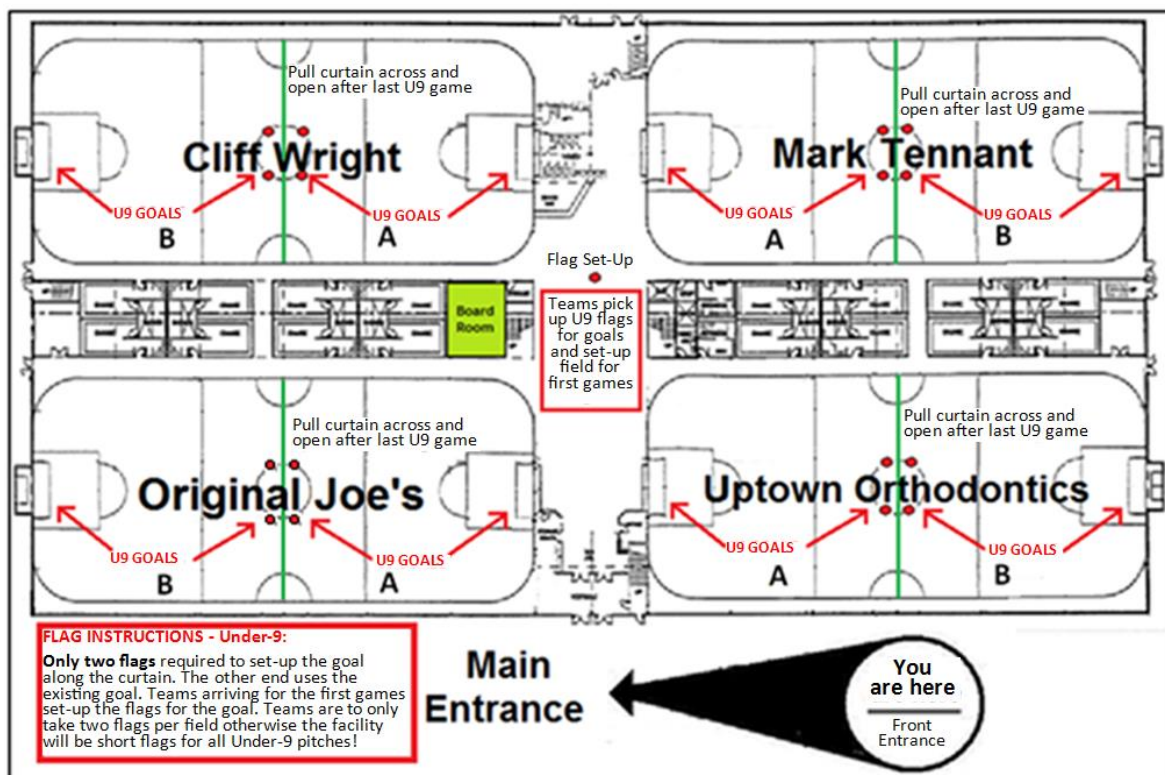 Pull curtain across and
open after last U9 game
Cliff Wright
U9 GOALS
B
U9 GOALS
A
Pull curtain across and
open after last U9 game
Mark Tennant
U9 GOALS
A
U9 GOALS
B
Flag Set-Up
Board
Room
Teams pick
up U9 flags
for goals
and set-up
field for
first games
Pull curtain across and
open after last U9 game
Original Joe's
U9 GOALS
B
U9 GOALS
A
Pull curtain across and
open after last U9 game
Uptown Orthodontics
U9 GOALS
A
U9 GOALS
B
FLAG INSTRUCTIONS - Under-9:
Only two flags required to set-up the goal
along the curtain. The other end uses the
existing goal. Teams arriving for the first games
set-up the flags for the goal. Teams are to only
take two flags per field otherwise the facility
will be short flags for all Under-9 pitches!
Main
Entrance
You
are here
Front
Entrance